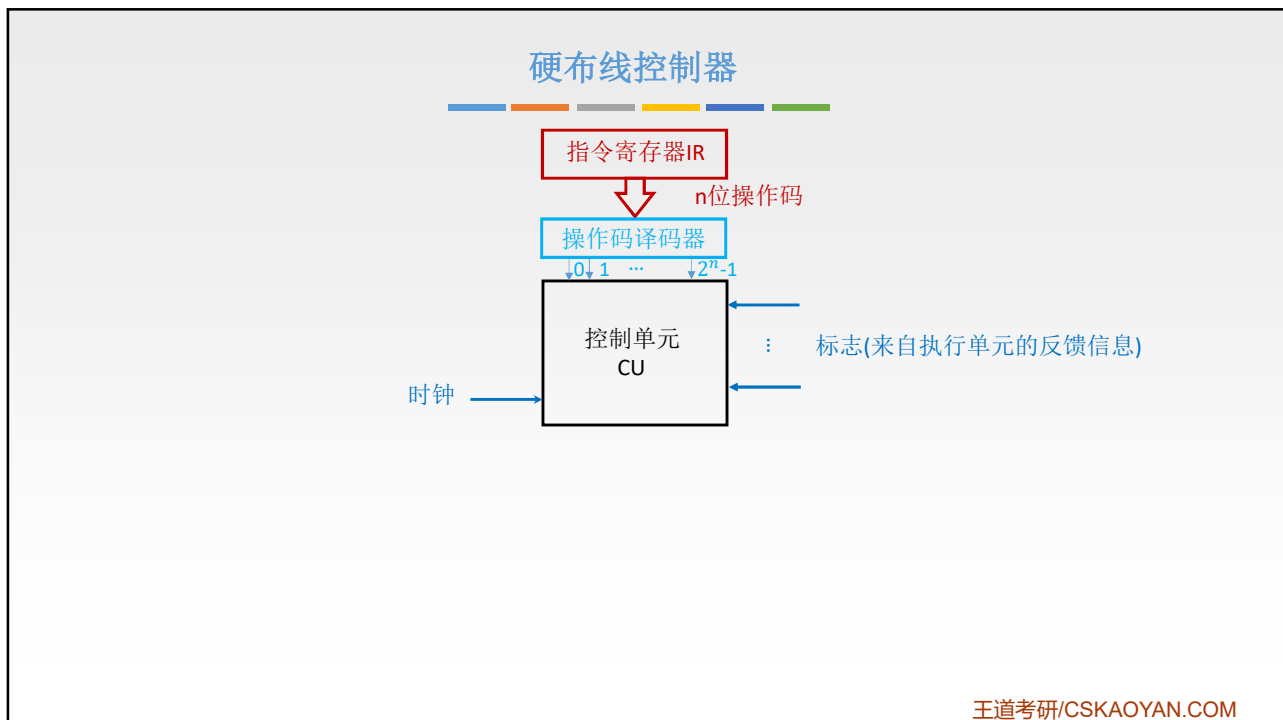 硬布线控制器
指令寄存器IR
n位操作码
操作码译码器
0 1 … 2ⁿ-1
控制单元
CU
⋮
标志(来自执行单元的反馈信息)
时钟
王道考研/CSKAOYAN.COM